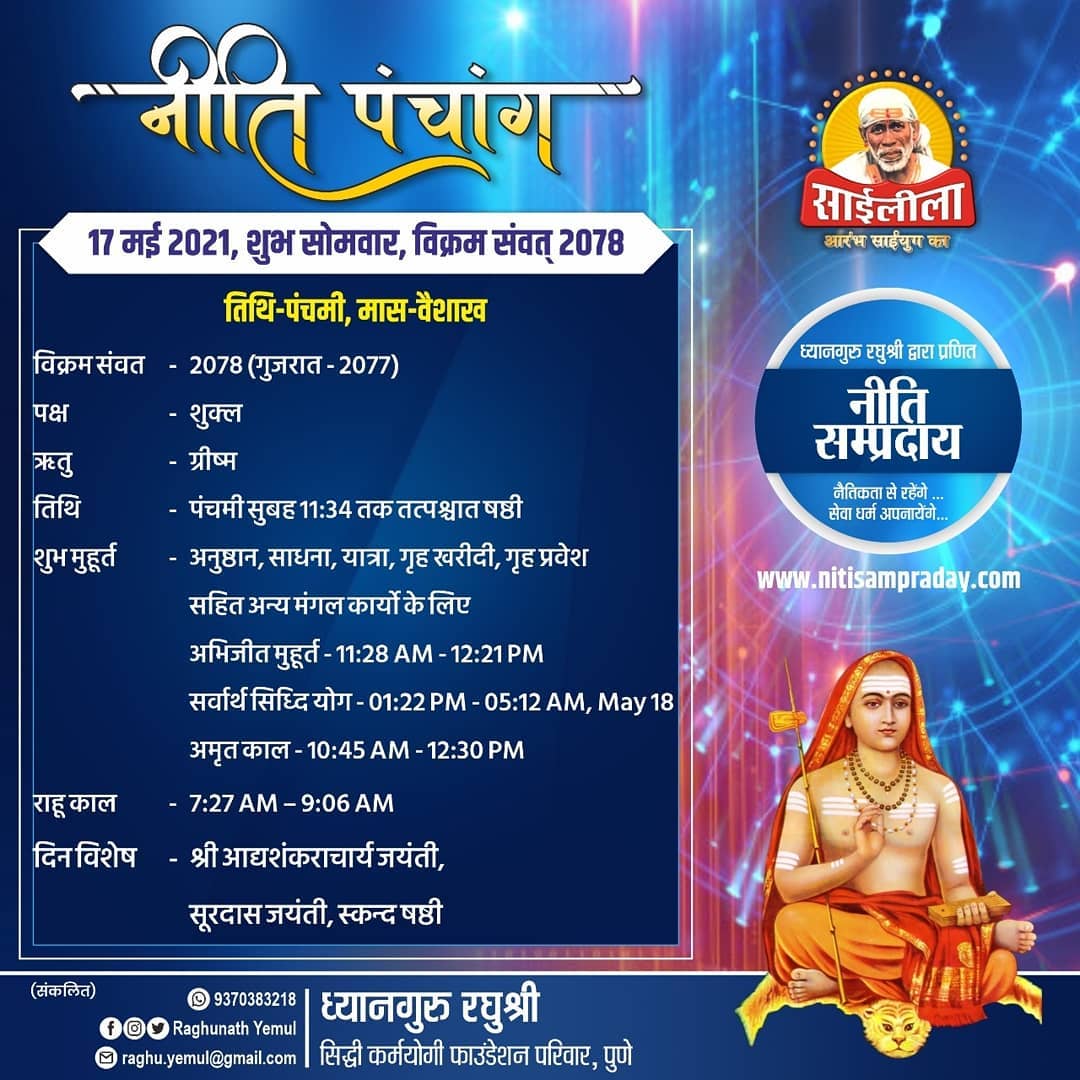 नीति पंचांग
साईलीला
आरंभ साईयुग का
17 मई 2021, शुभ सोमवार, विक्रम संवत् 2078
तिथि-पंचमी, मास-वैशाख
विक्रम संवत - 2078 (गुजरात - 2077)
पक्ष - शुक्ल
ऋतु - ग्रीष्म
तिथि - पंचमी सुबह 11:34 तक तत्पश्चात षष्ठी
शुभ मुहूर्त - अनुष्ठान, साधना, यात्रा, गृह खरीदी, गृह प्रवेश
सहित अन्य मंगल कार्यो के लिए
अभिजीत मुहूर्त - 11:28 AM - 12:21 PM
सर्वार्थ सिध्दि योग - 01:22 PM - 05:12 AM, May 18
अमृत काल - 10:45 AM - 12:30 PM
राहू काल - 7:27 AM – 9:06 AM
दिन विशेष - श्री आद्यशंकराचार्य जयंती,
सूरदास जयंती, स्कन्द षष्ठी
ध्यानगुरु रघुश्री द्वारा प्रणित
नीति
सम्प्रदाय
नैतिकता से रहेंगे ...
सेवा धर्म अपनायेंगे...
www.nitisampraday.com
(संकलित)
9370383218
Raghunath Yemul
raghu.yemul@gmail.com
ध्यानगुरु रघुश्री
सिद्धी कर्मयोगी फाउंडेशन परिवार, पुणे